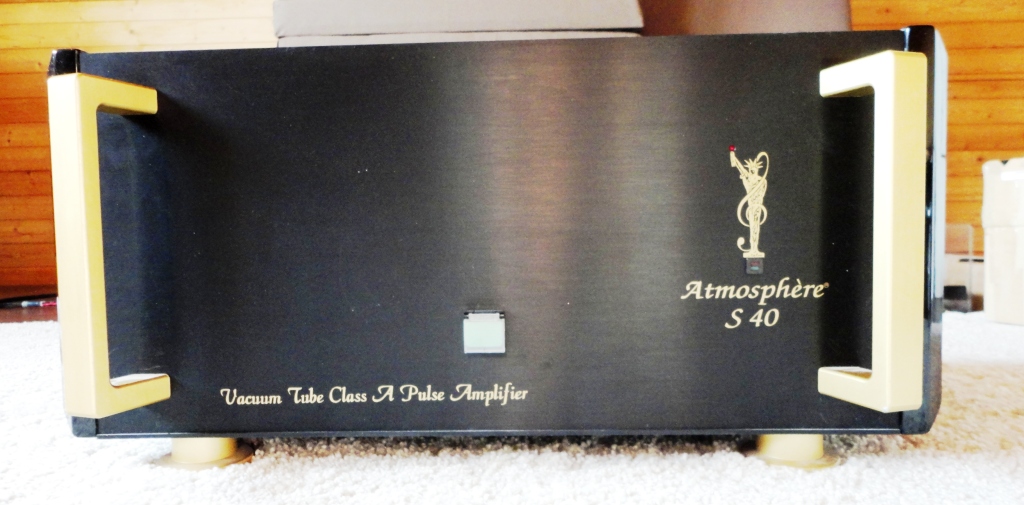 Atmosphère®
S 40
Vacuum Tube Class A Pulse Amplifier